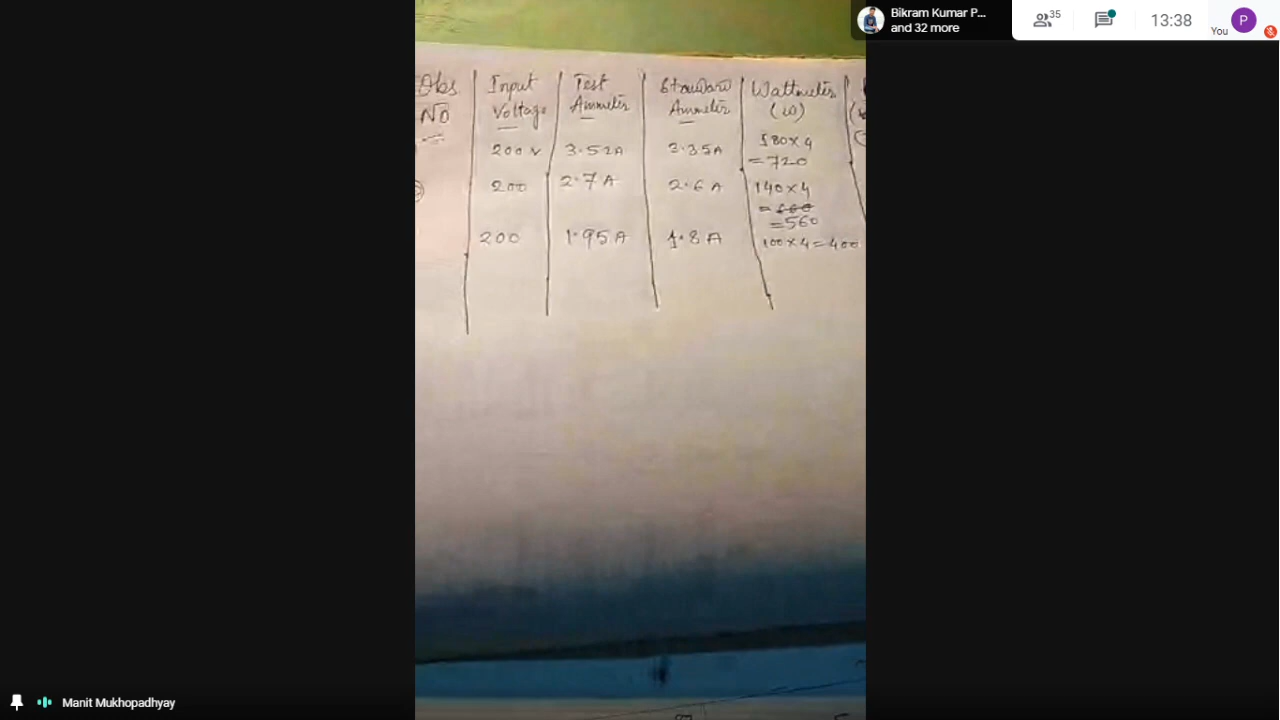 Bikram Kumar P...
and 32 more
35
13:38
You
P
Obs
No
Input
Voltage
Test
Ammeter
Standard
Ammeter
Wattmeter
(W)
200 V 3.52A 3.35A 180×4
=720
200 2.7A 2.6A 140×4
=560
200 1.95A 1.8A 100×4=400
Manit Mukhopadhyay